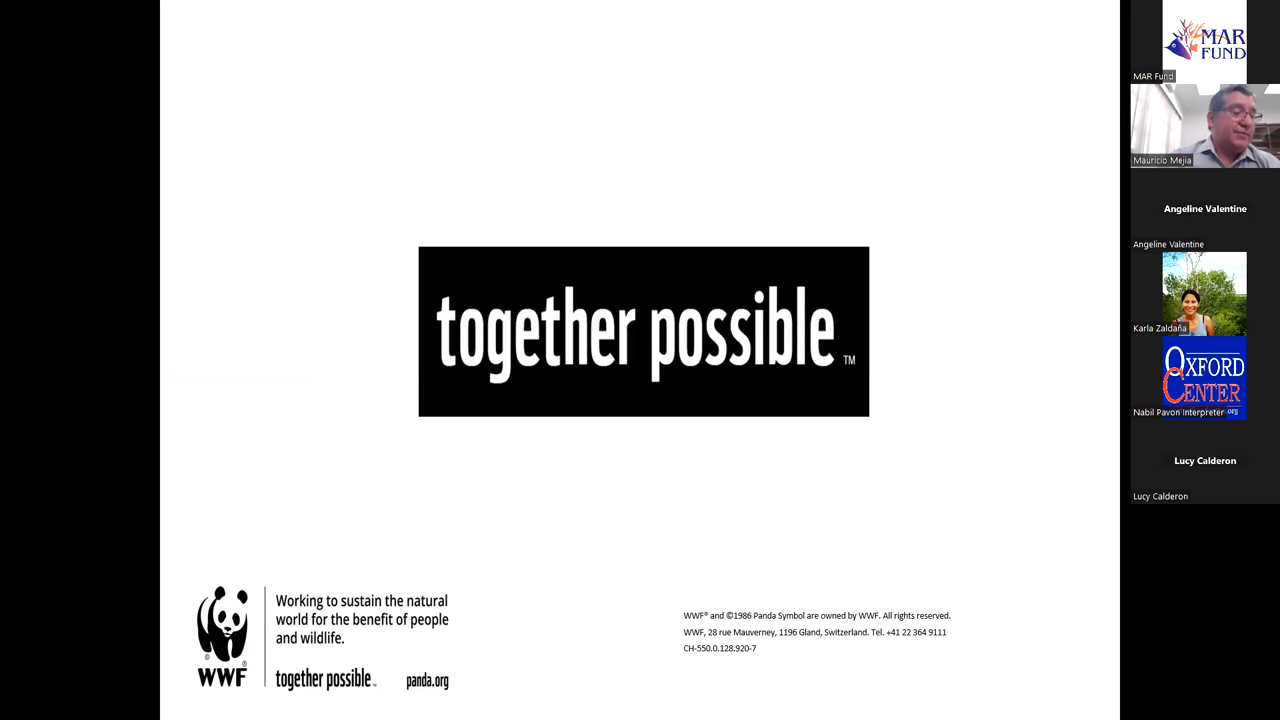 together possible ™
Working to sustain the natural
world for the benefit of people
and wildlife.
together possible ™
panda.org
©
®
WWF
WWF® and ©1986 Panda Symbol are owned by WWF. All rights reserved.
WWF, 28 rue Mauverney, 1196 Gland, Switzerland. Tel. +41 22 364 9111
CH-550.0.128.920-7
MAR
FUND
MAR Fund
Mauricio Mejia
Angeline Valentine
Angeline Valentine
Karla Zaldaña
OXFORD
CENTER
.org
Nabil Pavon Interpreter
Lucy Calderon
Lucy Calderon